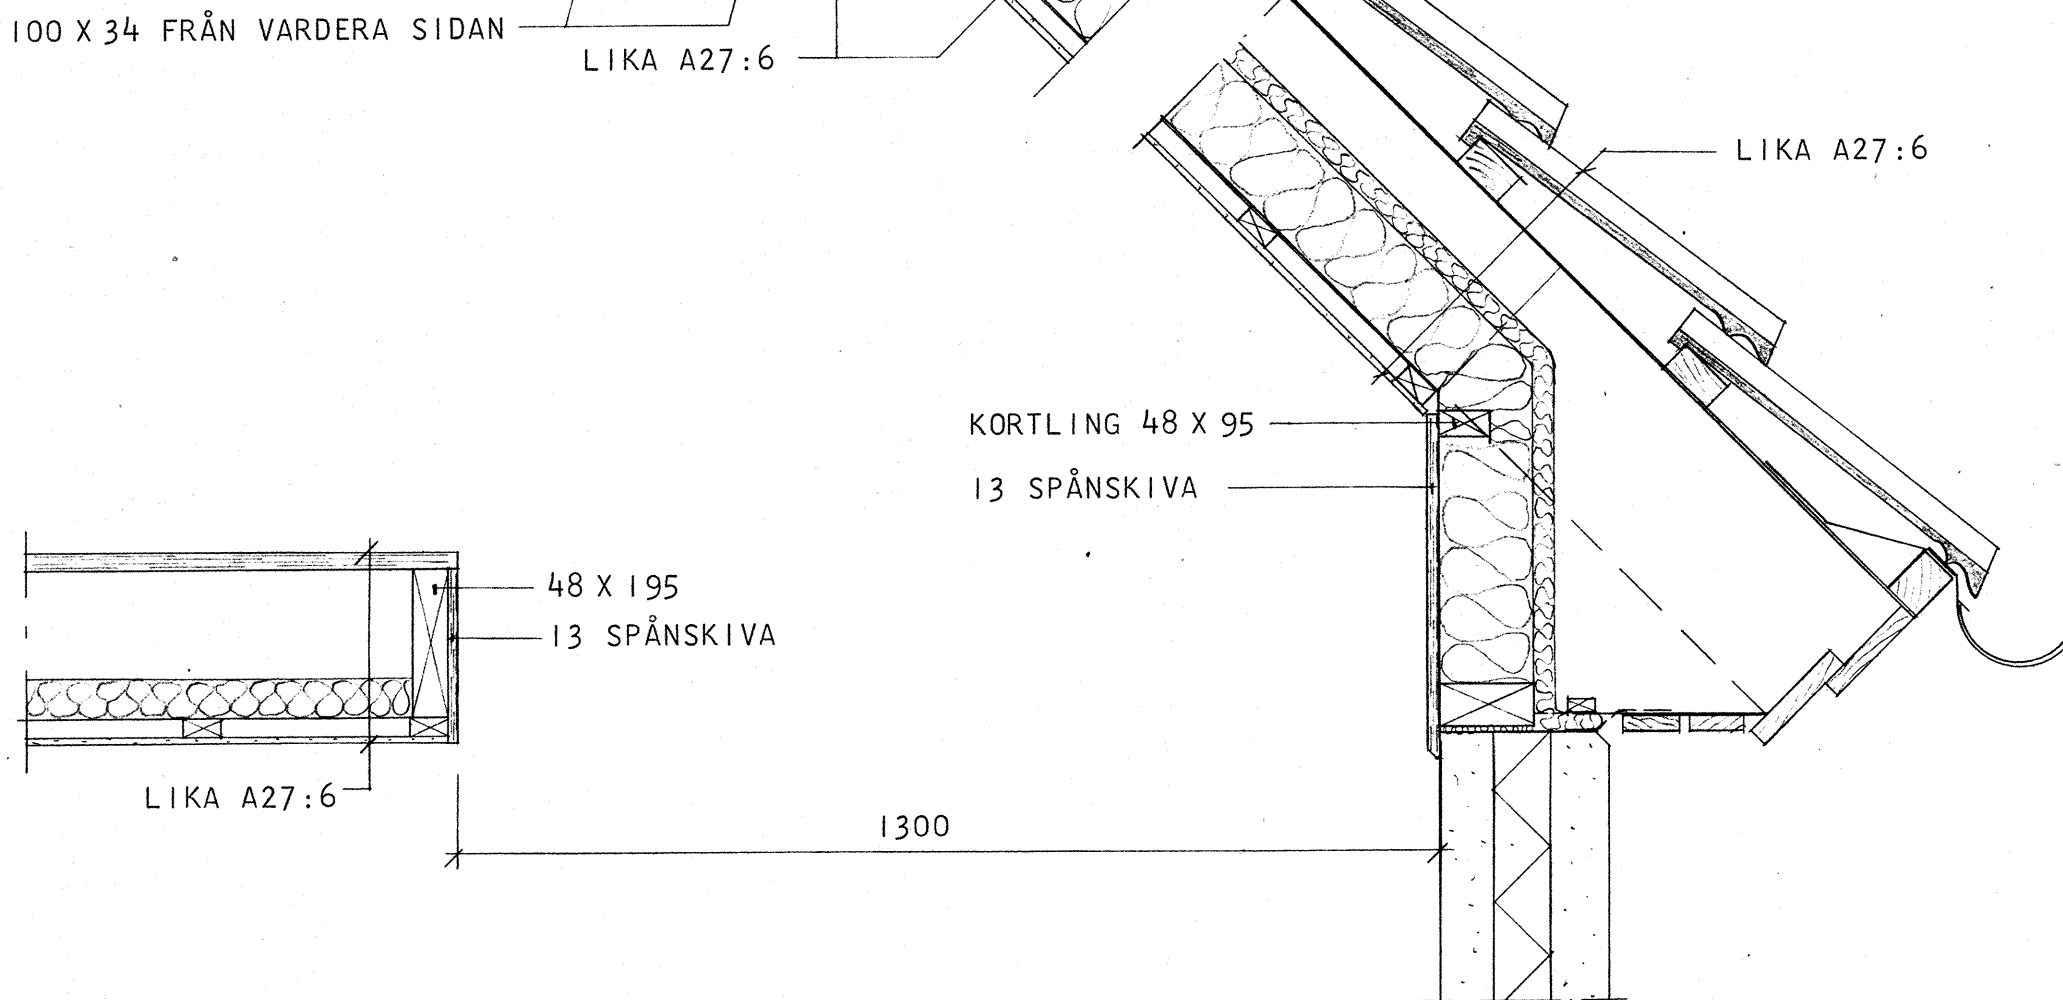 100 X 34 FRÅN VARDERA SIDAN
LIKA A27:6
LIKA A27:6
KORTLING 48 X 95
13 SPÅNSKIVA
48 X 195
13 SPÅNSKIVA
LIKA A27:6
1300